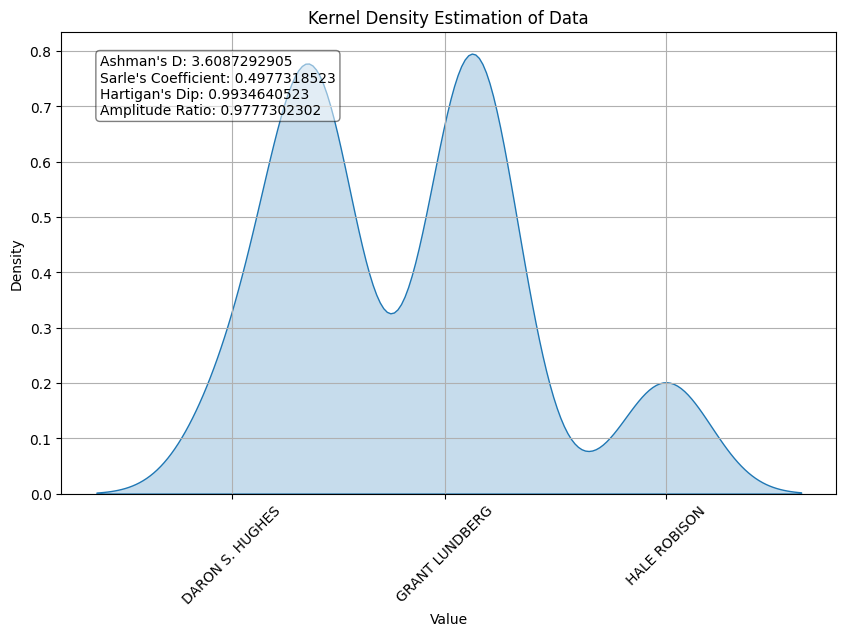 Kernel Density Estimation of Data
Ashman's D: 3.6087292905
Sarle's Coefficient: 0.4977318523
Hartigan's Dip: 0.9934640523
Amplitude Ratio: 0.9777302302
Density
0.8
0.7
0.6
0.5
0.4
0.3
0.2
0.1
0.0
DARON S. HUGHES
GRANT LUNDBERG
HALE ROBISON
Value